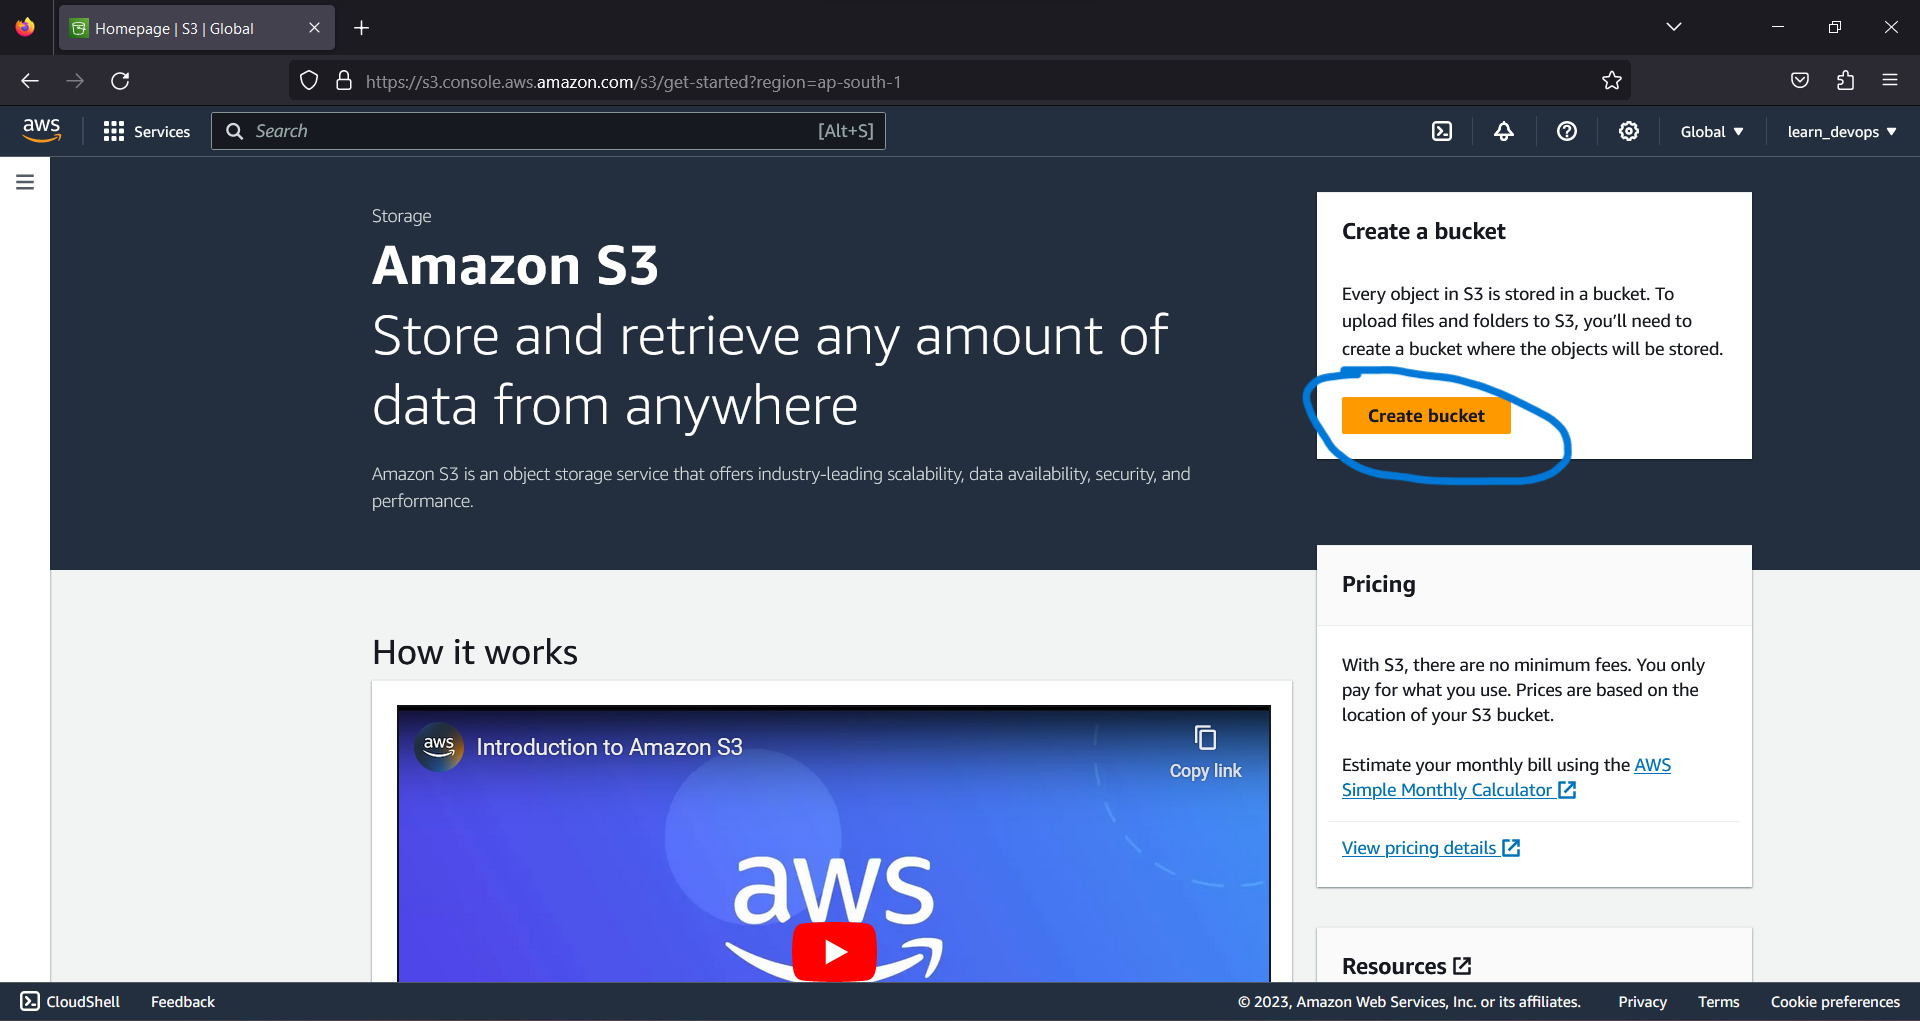 Homepage | S3 | Global
https://s3.console.aws.amazon.com/s3/get-started?region=ap-south-1
aws
Services
Search
[Alt+S]
Global
learn_devops
Storage
Amazon S3
Store and retrieve any amount of
data from anywhere
Amazon S3 is an object storage service that offers industry-leading scalability, data availability, security, and
performance.
Create a bucket
Every object in S3 is stored in a bucket. To
upload files and folders to S3, you’ll need to
create a bucket where the objects will be stored.
Create bucket
Pricing
With S3, there are no minimum fees. You only
pay for what you use. Prices are based on the
location of your S3 bucket.
Estimate your monthly bill using the AWS
Simple Monthly Calculator
View pricing details
How it works
aws
Introduction to Amazon S3
Copy link
aws
Resources
CloudShell
Feedback
© 2023, Amazon Web Services, Inc. or its affiliates.
Privacy
Terms
Cookie preferences